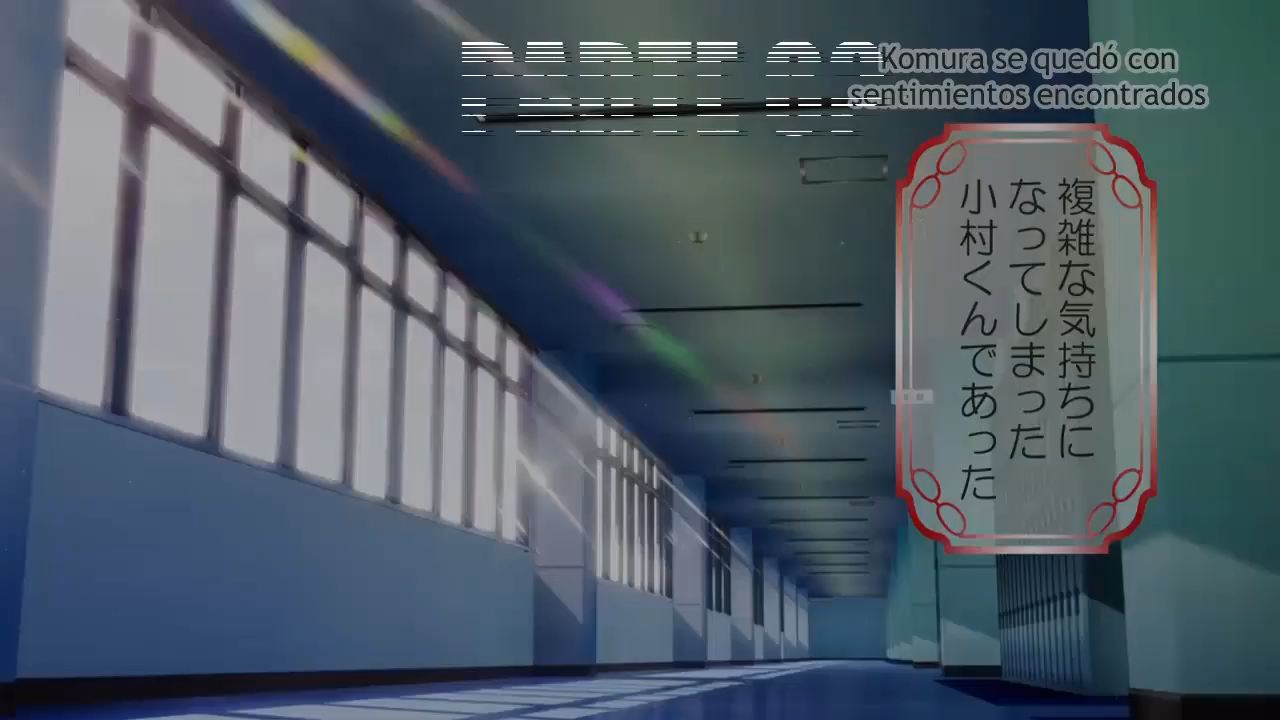 Komura se quedó con
sentimientos encontrados
複雑な気持ちに
なってしまった
小村くんであった